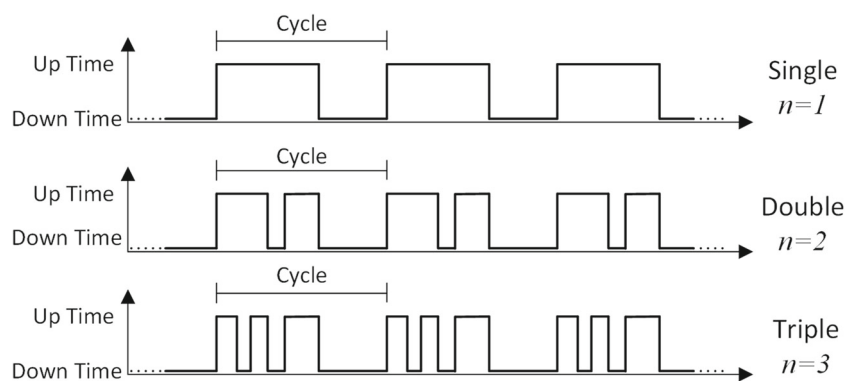 Cycle
Up Time
Down Time
Single
n=1
Cycle
Up Time
Down Time
Double
n=2
Cycle
Up Time
Down Time
Triple
n=3